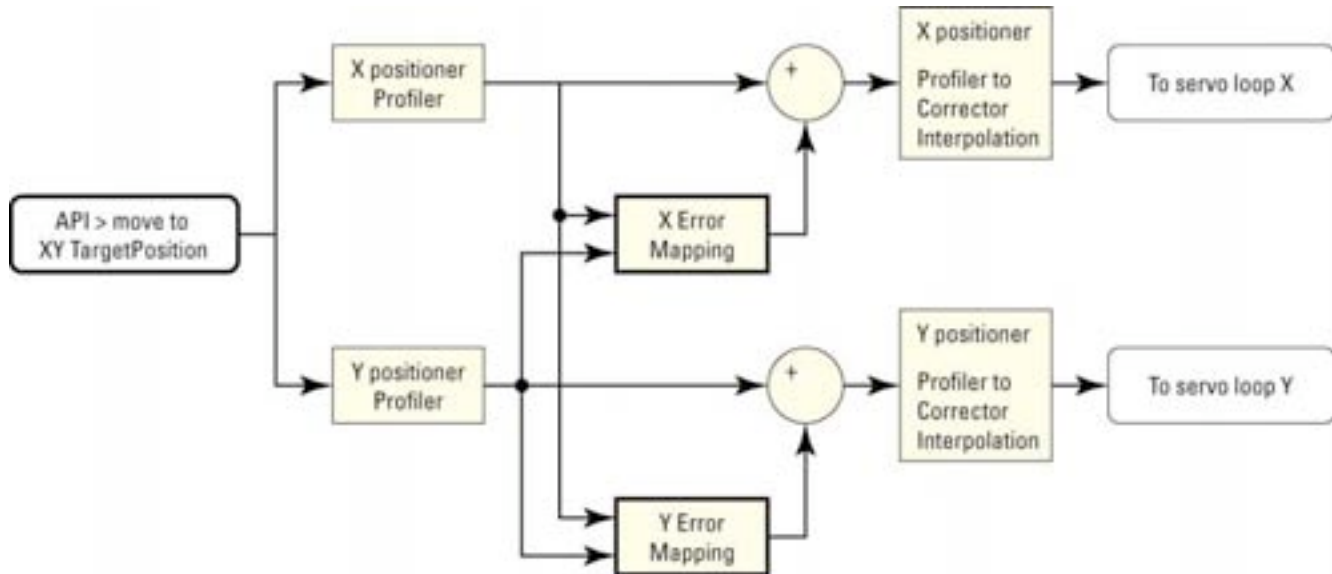 API > move to
XY TargetPosition
X positioner
Profiler
+
X positioner
Profiler to
Corrector
Interpolation
To servo loop X
X Error
Mapping
Y positioner
Profiler
+
Y positioner
Profiler to
Corrector
Interpolation
To servo loop Y
Y Error
Mapping